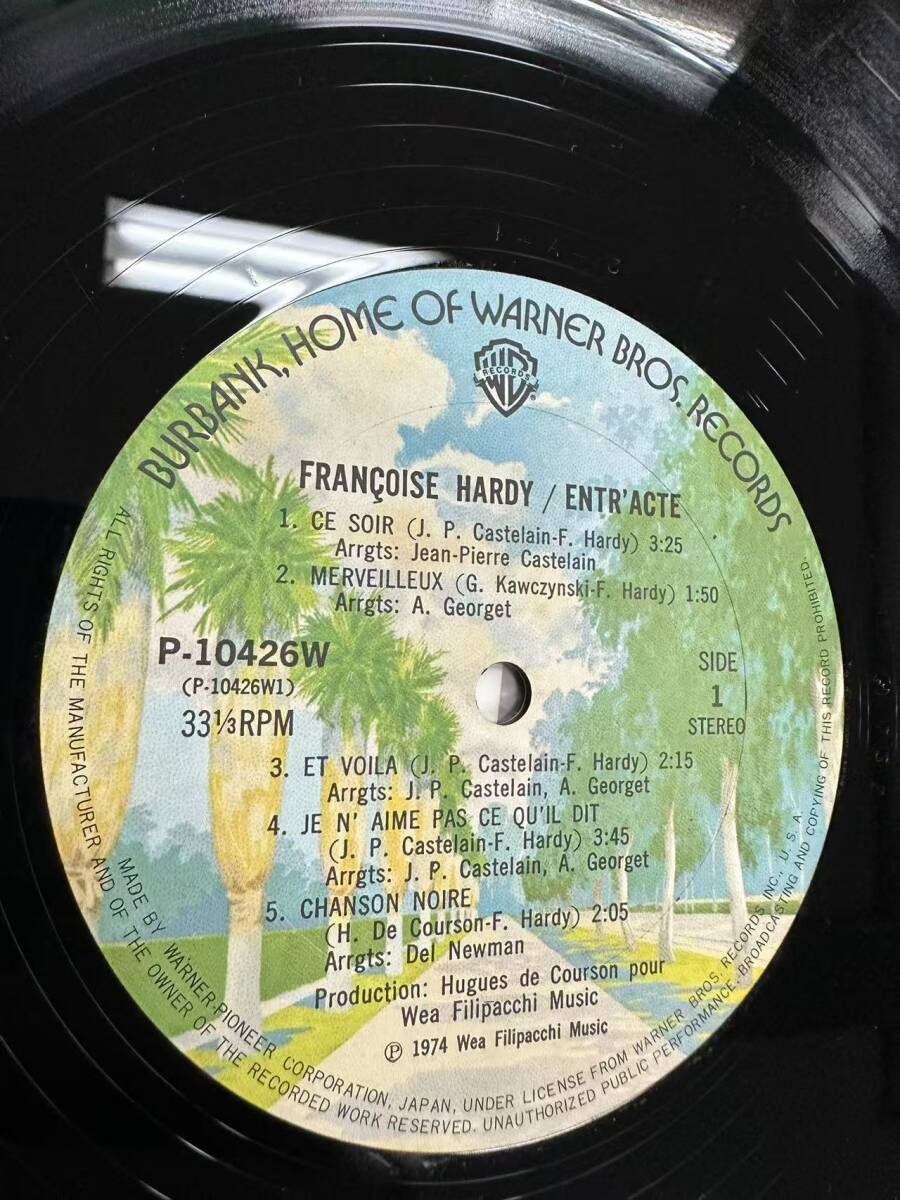 BURBANK, HOME OF WARNER BROS. RECORDS
WB
RECORDS
®
FRANÇOISE HARDY / ENTR'ACTE
1. CE SOIR (J. P. Castelain-F. Hardy) 3:25
Arrgts: Jean-Pierre Castelain
2. MERVEILLEUX (G. Kawczynski-F. Hardy) 1:50
Arrgts: A. Georget
P-10426W
(P-10426W1)
33⅓RPM
SIDE
1
STEREO
3. ET VOILA (J. P. Castelain-F. Hardy) 2:15
Arrgts: J. P. Castelain, A. Georget
4. JE N' AIME PAS CE QU'IL DIT
(J. P. Castelain-F. Hardy) 3:45
Arrgts: J. P. Castelain, A. Georget
5. CHANSON NOIRE
(H. De Courson-F. Hardy) 2:05
Arrgts: Del Newman
Production: Hugues de Courson pour
Wea Filipacchi Music
℗ 1974 Wea Filipacchi Music
MADE BY WARNER-PIONEER CORPORATION, JAPAN, UNDER LICENSE FROM WARNER BROS. RECORDS INC., U. S. A
ALL RIGHTS OF THE MANUFACTURER AND OF THE OWNER OF THE RECORDED WORK RESERVED. UNAUTHORIZED PUBLIC PERFORMANCE. BROADCASTING AND COPYING OF THIS RECORD PROHIBITED.